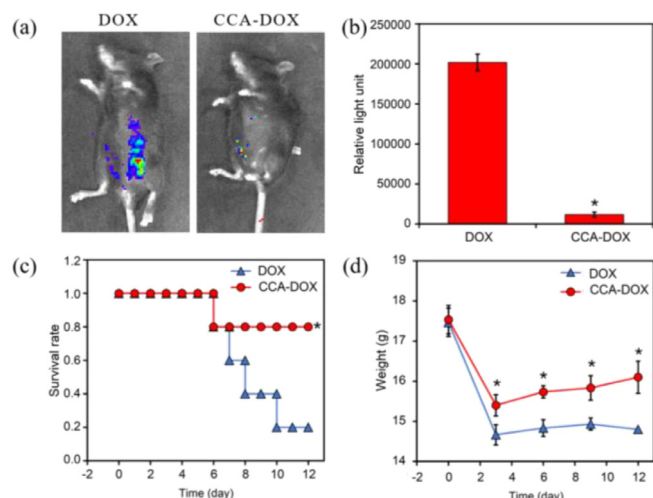 (a)
DOX
CCA-DOX
(b)
250000
200000
150000
100000
50000
0
Relative light unit
*
DOX
CCA-DOX
(c)
DOX
CCA-DOX
1.2
1.0
0.8
0.6
0.4
0.2
0.0
Survival rate
*
-2 0 2 4 6 8 10 12
Time (day)
(d)
DOX
CCA-DOX
18
17
16
15
14
Weight (g)
* * * *
-2 0 2 4 6 8 10 12
Time (day)